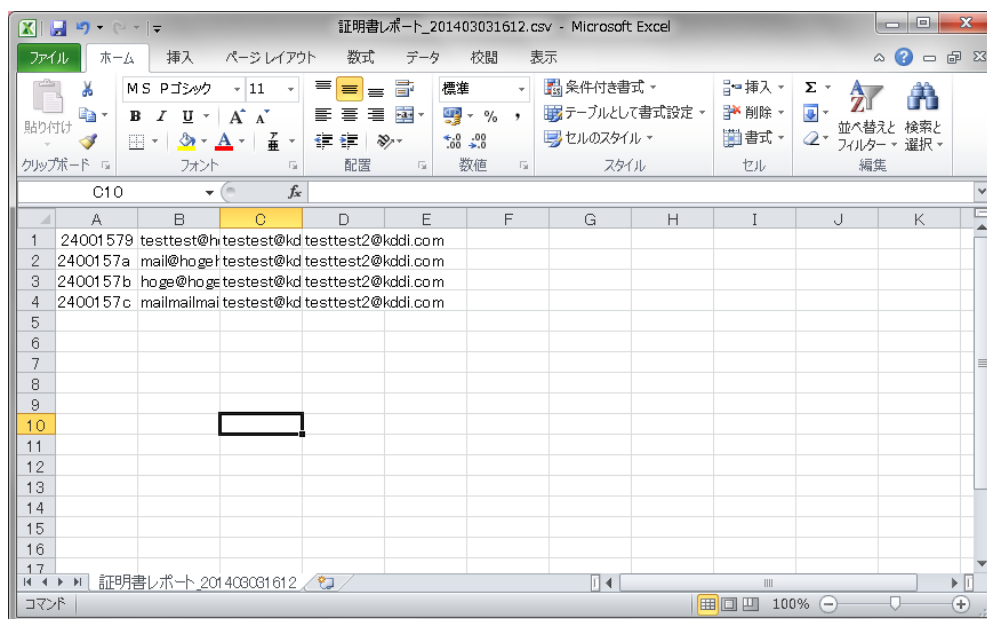 証明書レポート_201403031612.csv - Microsoft Excel
ファイル ホーム 挿入 ページ レイアウト 数式 データ 校閲 表示
MS Pゴシック 11 標準 条件付き書式 挿入 Σ
貼り付け B I U A A % , テーブルとして書式設定 削除 並べ替えと フィルター 検索と 選択
A 亜 .0 .00 .00 .0 セルのスタイル 書式
クリップボード フォント 配置 数値 スタイル セル 編集
C10 fx
A B C D E F G H I J K
1 24001579 testtest@h testest@kd testtest2@kddi.com
2 2400157a mail@hoge testest@kd testtest2@kddi.com
3 2400157b hoge@hoge testest@kd testtest2@kddi.com
4 2400157c mailmailmai testest@kd testtest2@kddi.com
5
6
7
8
9
10
11
12
13
14
15
16
17
証明書レポート_201403031612
コマンド 100%